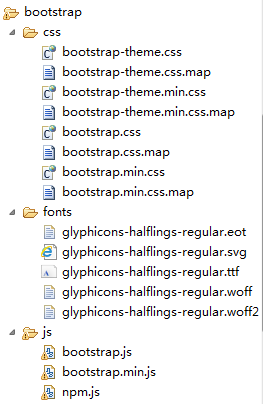 bootstrap
css
bootstrap-theme.css
bootstrap-theme.css.map
bootstrap-theme.min.css
bootstrap-theme.min.css.map
bootstrap.css
bootstrap.css.map
bootstrap.min.css
bootstrap.min.css.map
fonts
glyphicons-halflings-regular.eot
glyphicons-halflings-regular.svg
glyphicons-halflings-regular.ttf
glyphicons-halflings-regular.woff
glyphicons-halflings-regular.woff2
js
bootstrap.js
bootstrap.min.js
npm.js